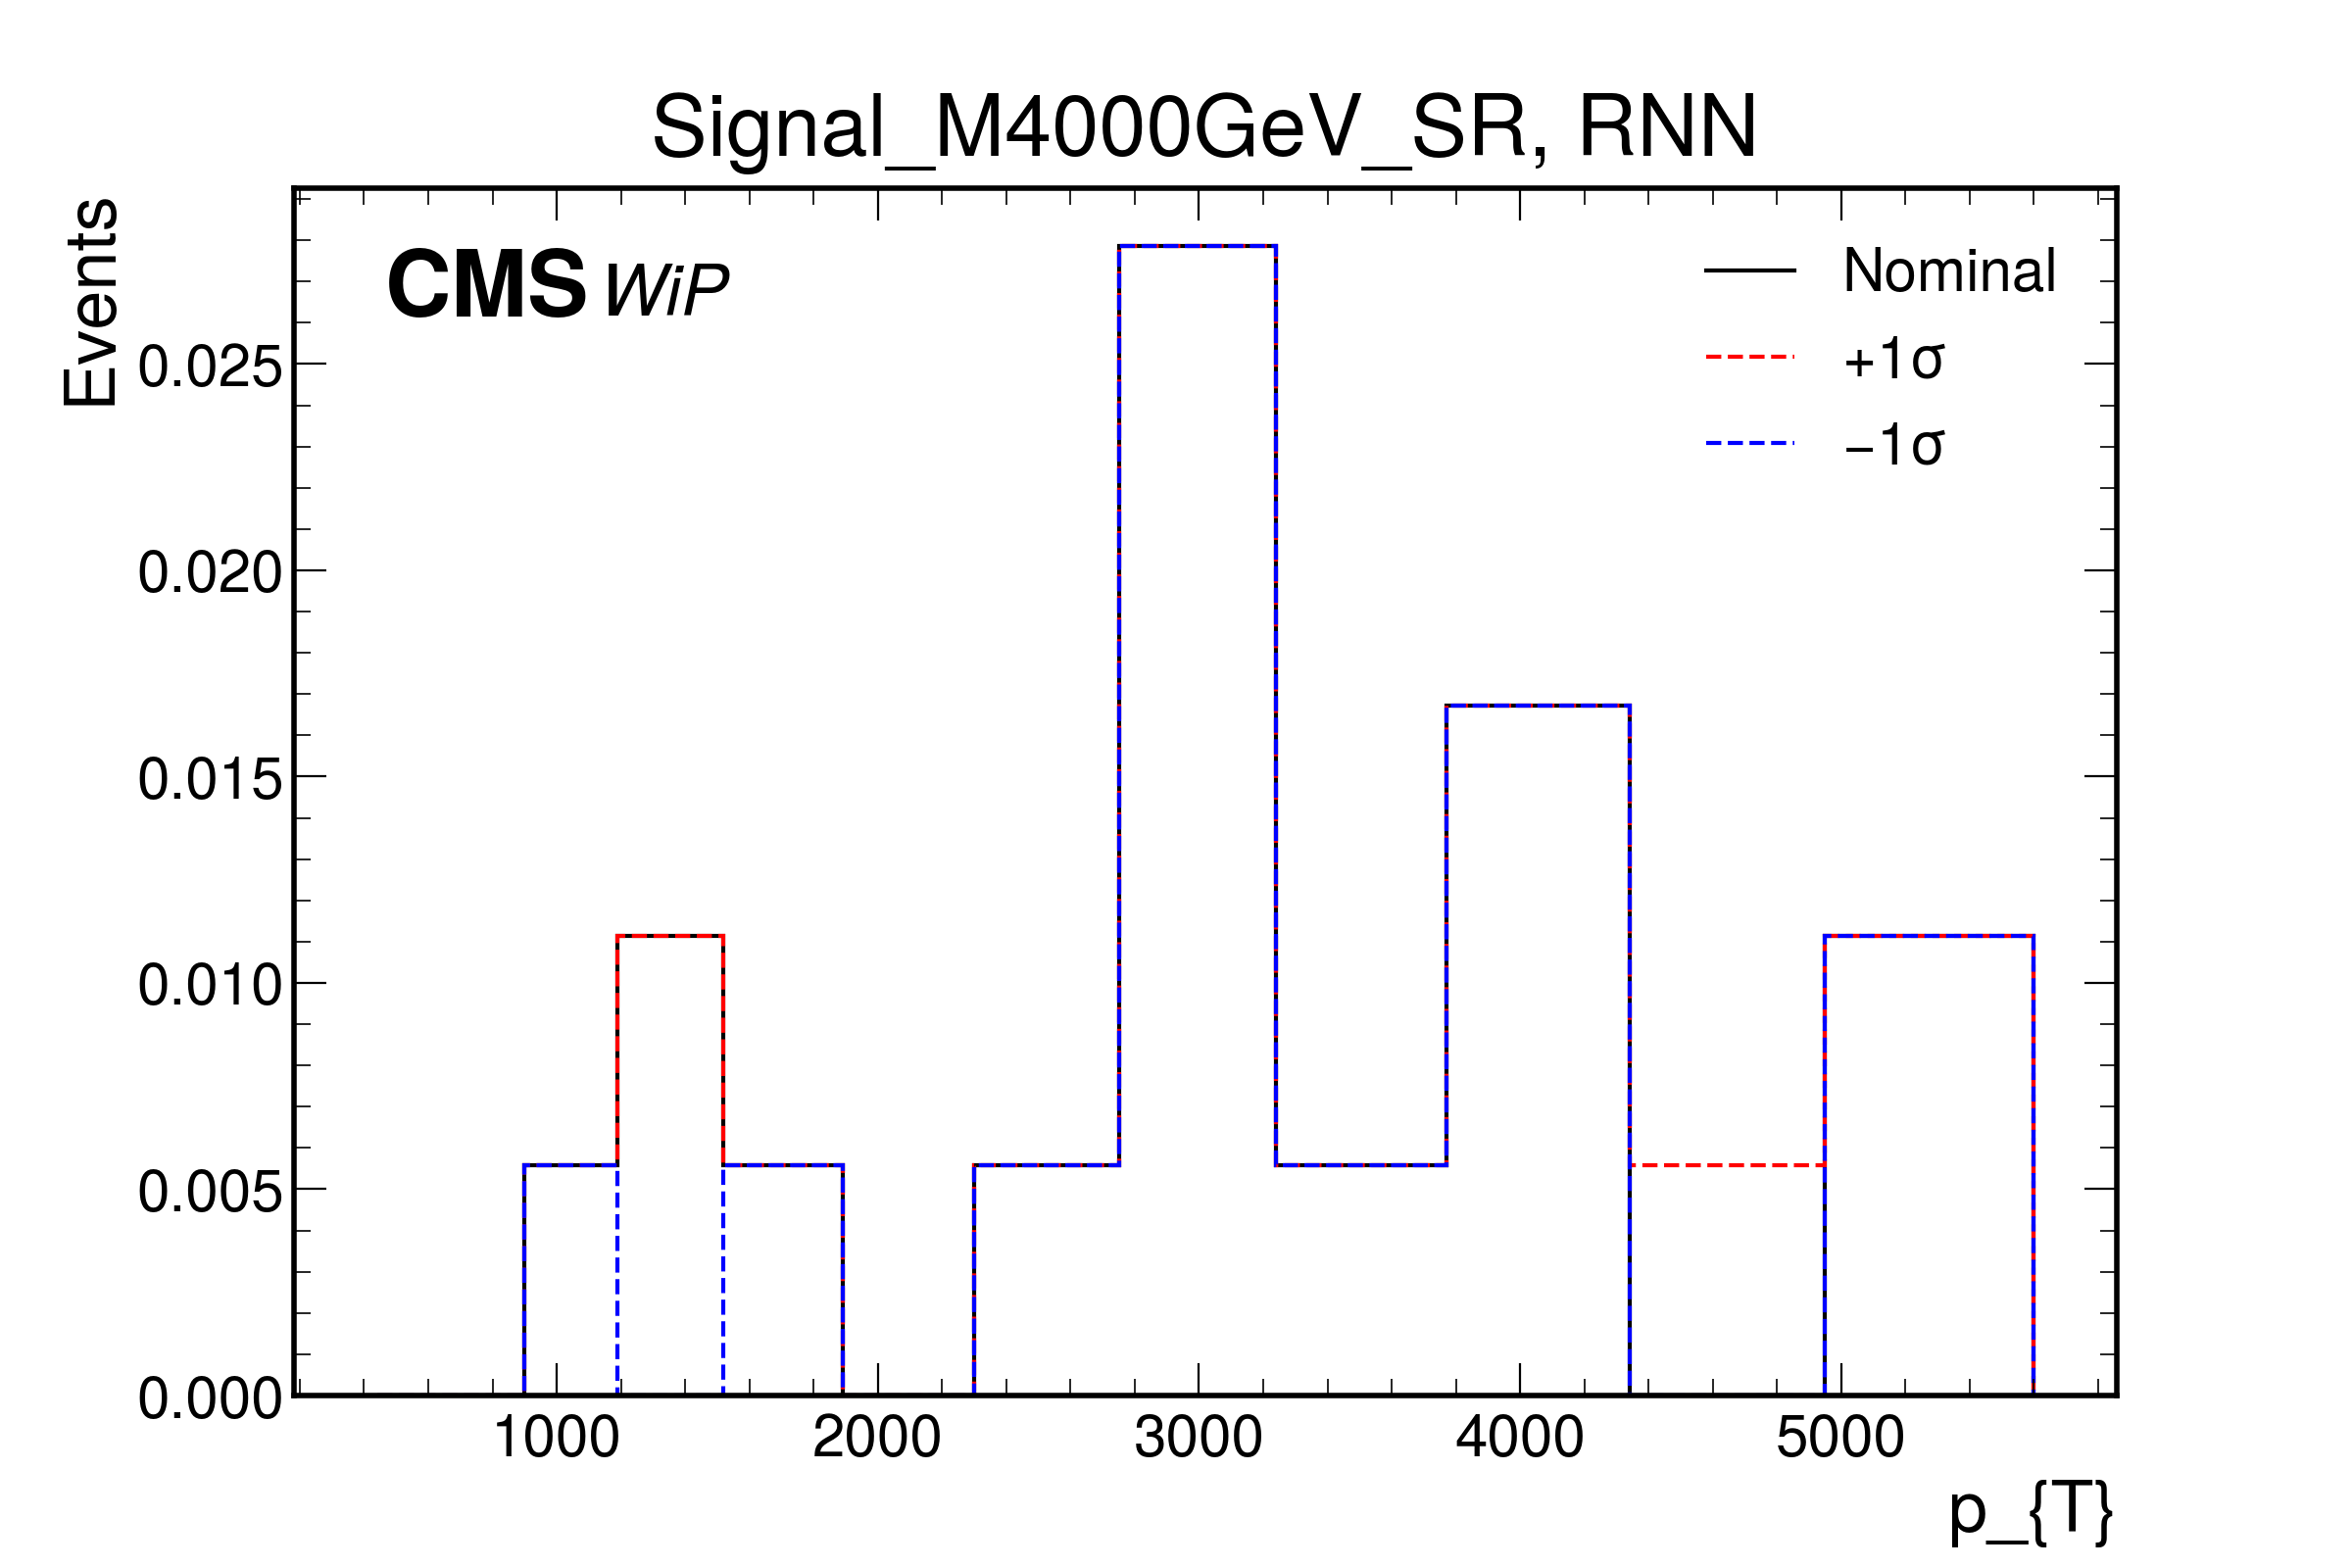 Signal_M4000GeV_SR, RNN
Events
CMS WiP
Nominal
+1σ
−1σ
0.025
0.020
0.015
0.010
0.005
0.000
1000 2000 3000 4000 5000
p_{T}